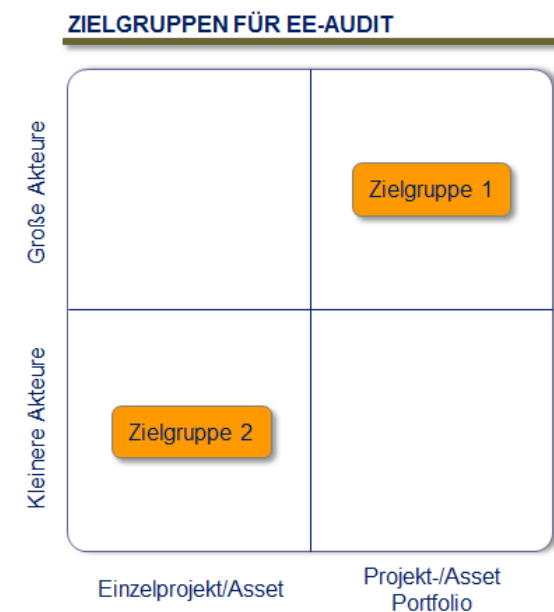 ZIELGRUPPEN FÜR EE-AUDIT
Große Akteure
Zielgruppe 1
Kleinere Akteure
Zielgruppe 2
Einzelprojekt/Asset
Projekt-/Asset
Portfolio